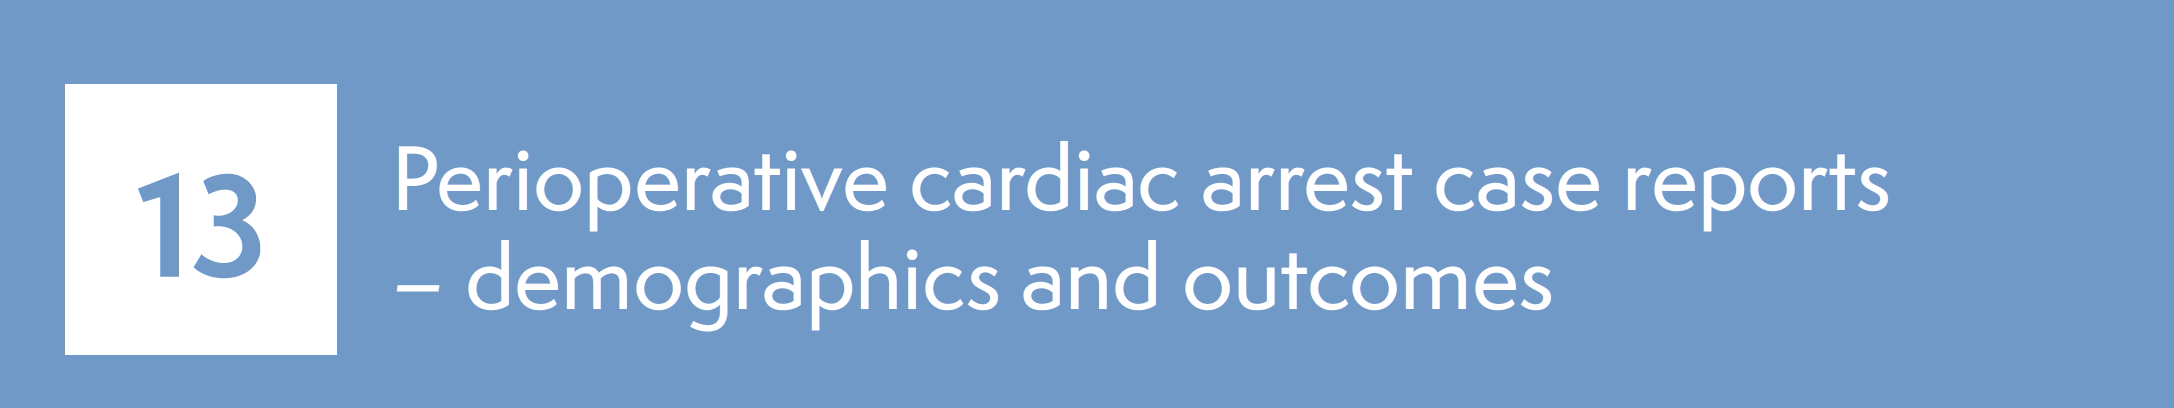 13
Perioperative cardiac arrest case reports
– demographics and outcomes